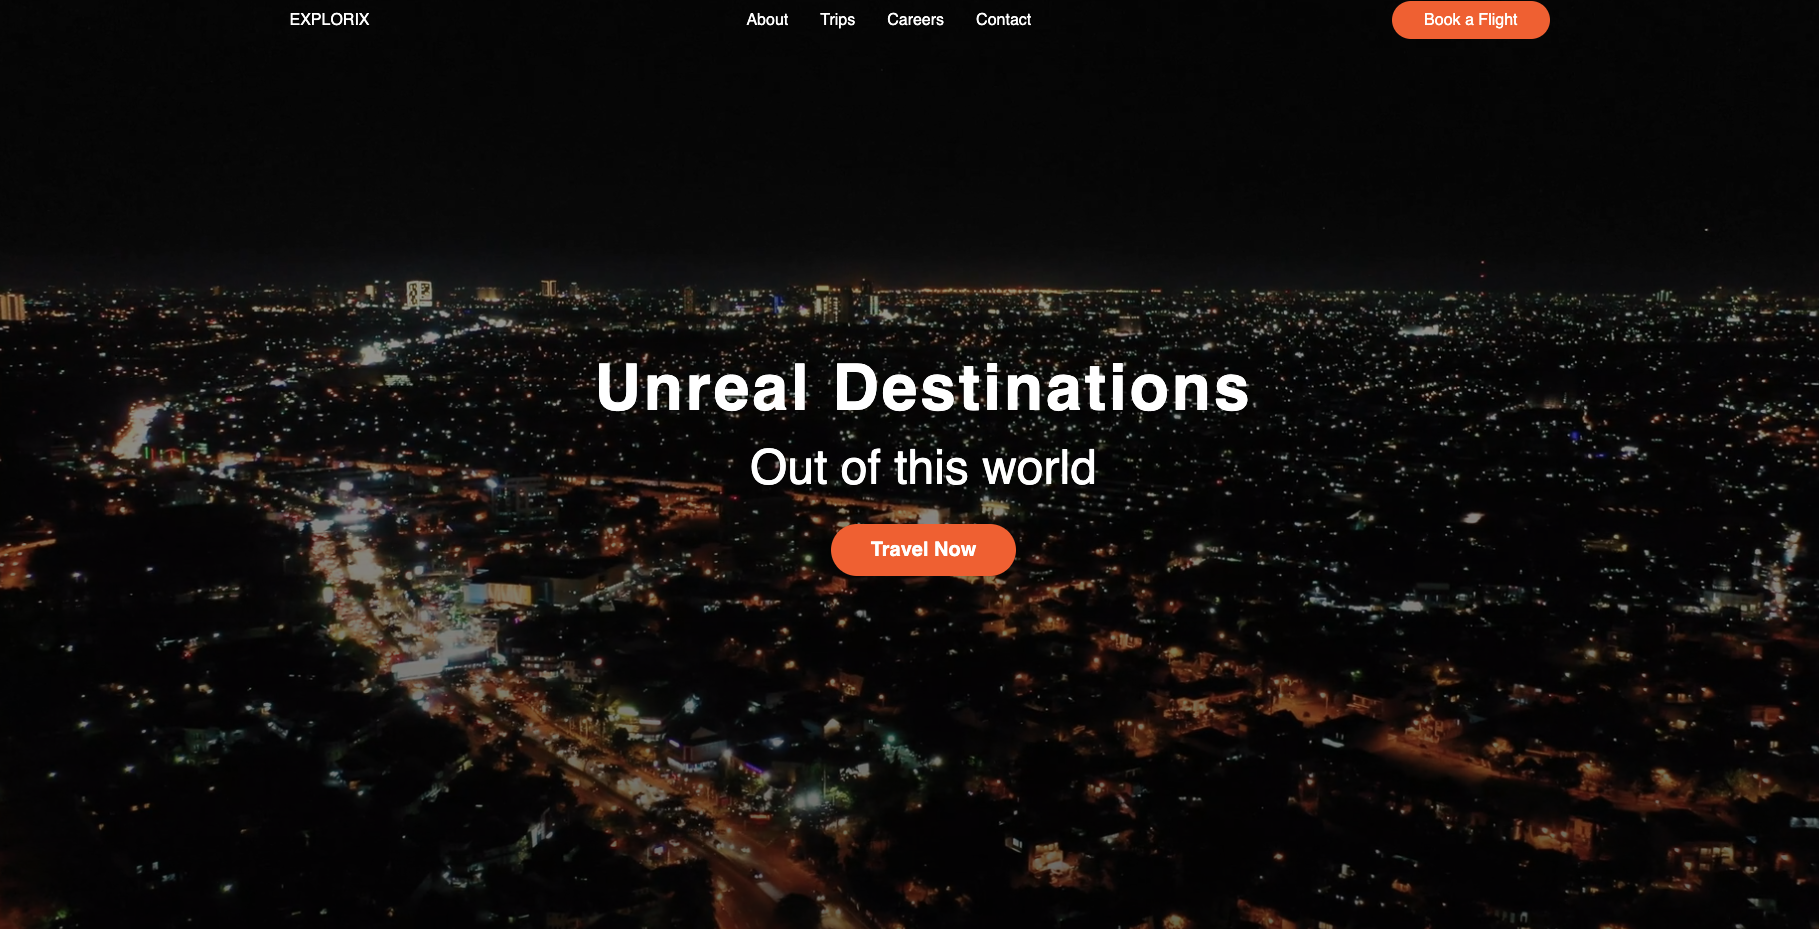 EXPLORIX About Trips Careers Contact Book a Flight
Unreal Destinations
Out of this world
Travel Now